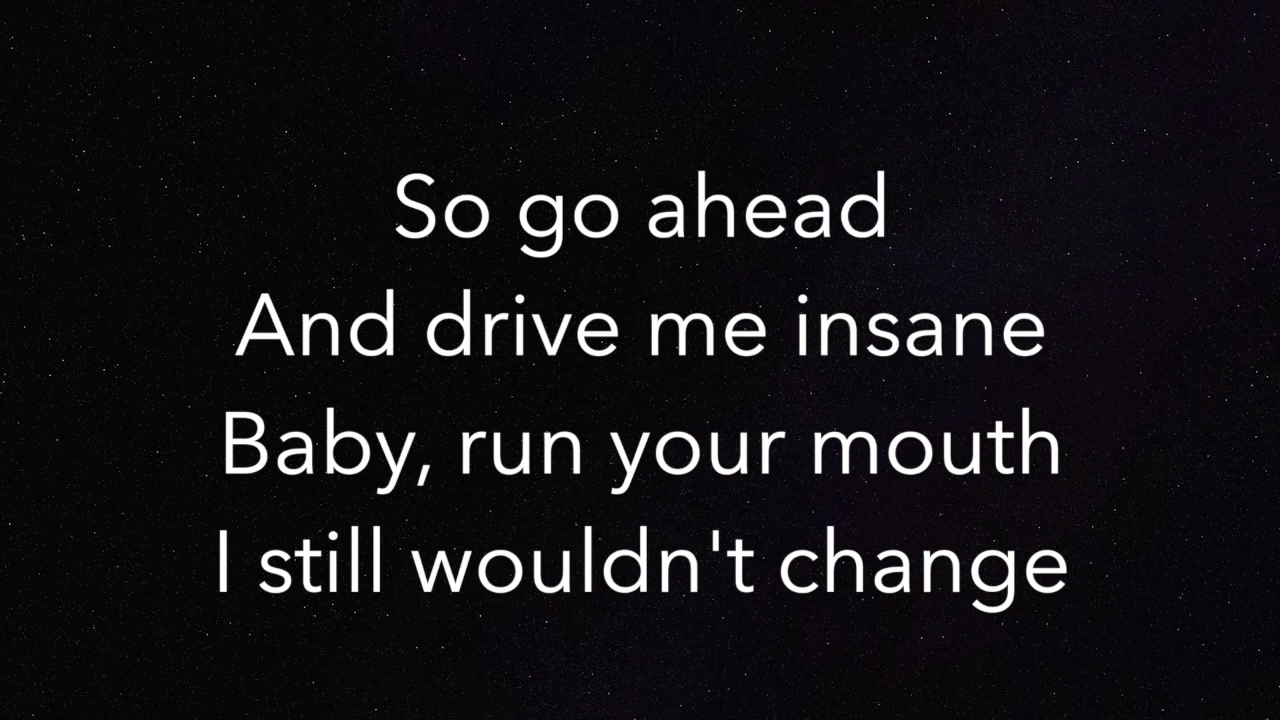 So go ahead
And drive me insane
Baby, run your mouth
I still wouldn't change